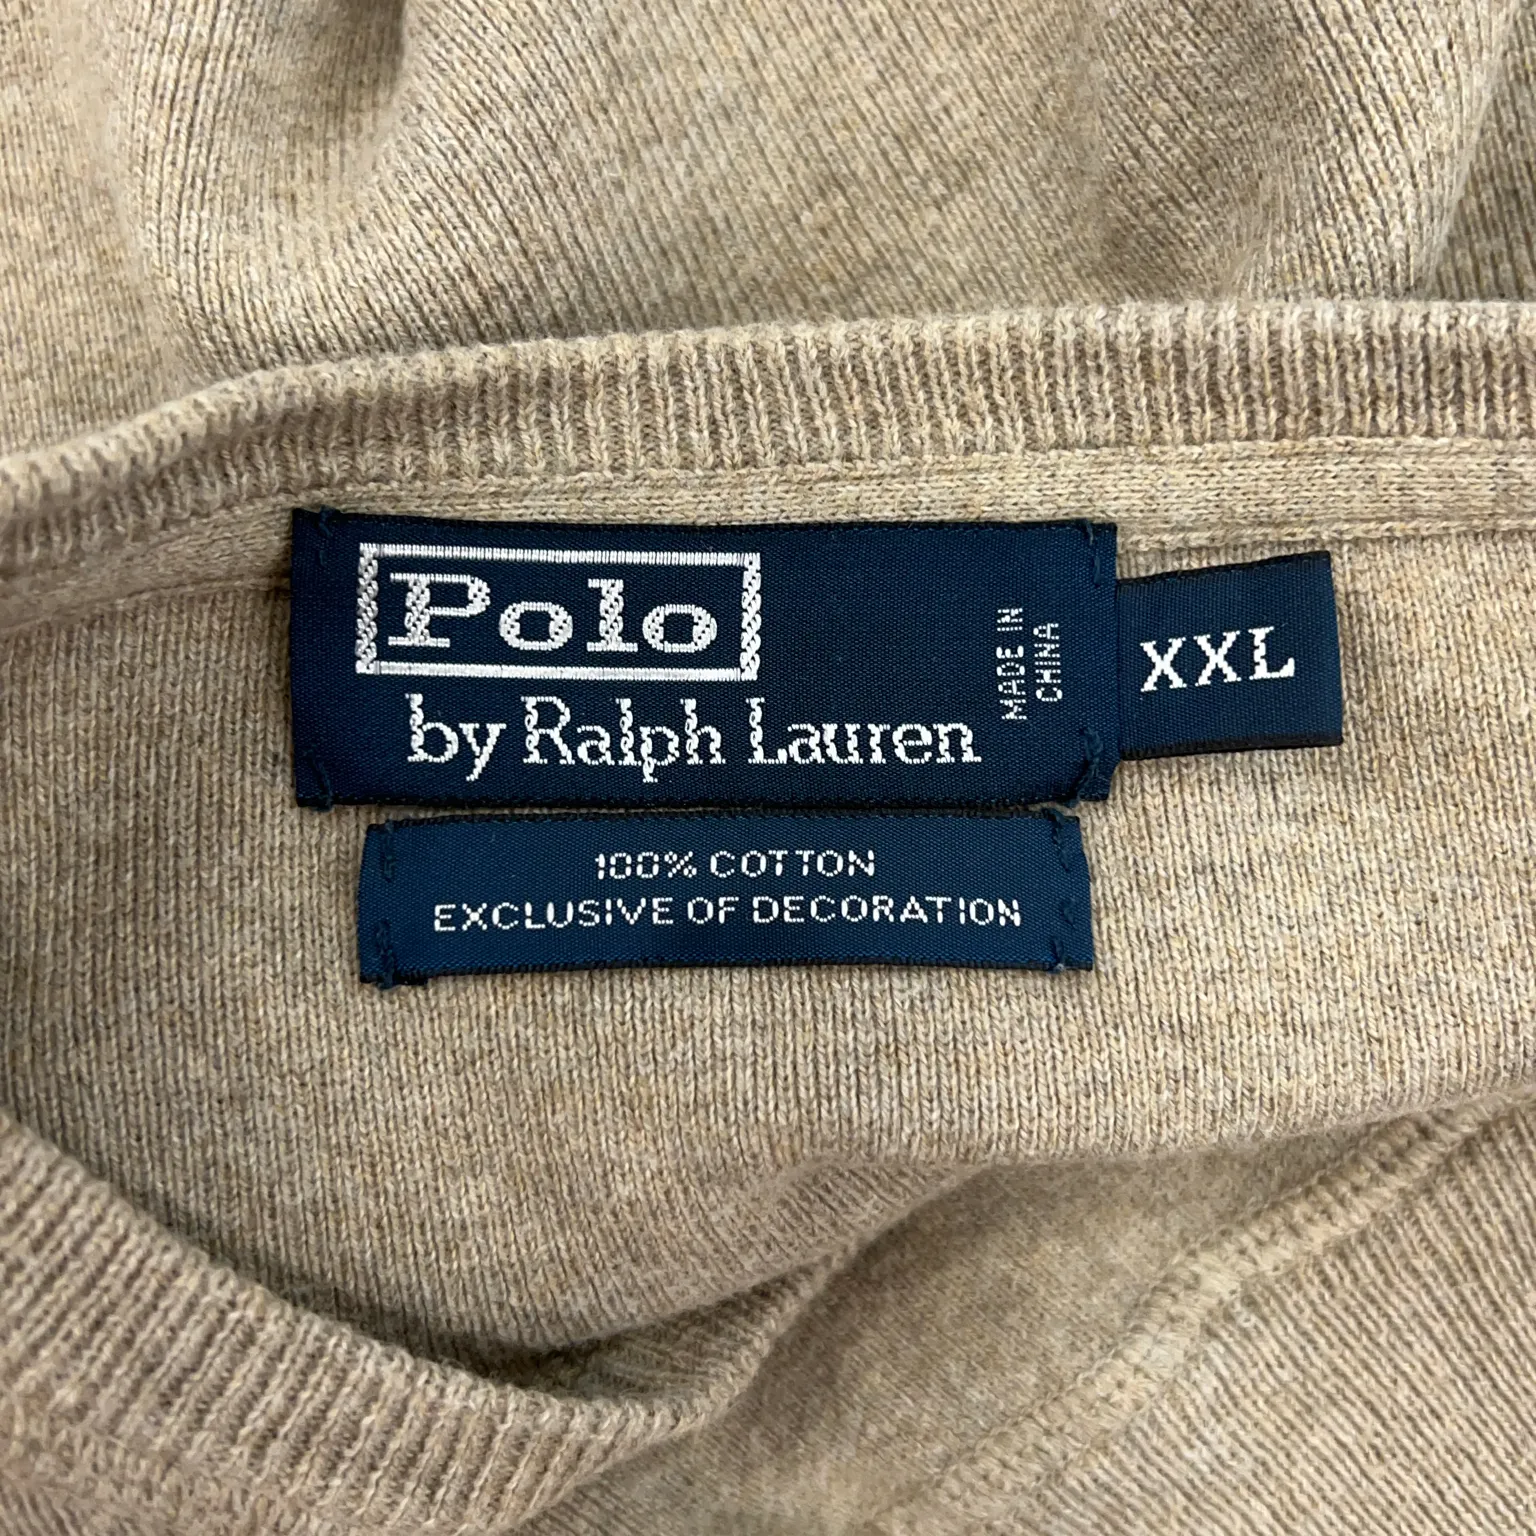 Polo
by Ralph Lauren
MADE IN
CHINA
XXL
100% COTTON
EXCLUSIVE OF DECORATION